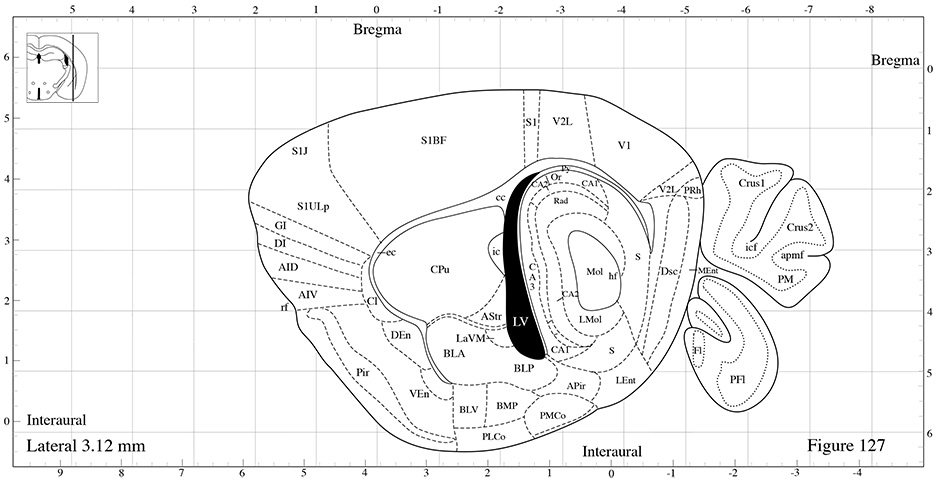 5 4 3 2 1 0 -1 -2 -3 -4 -5 -6 -7 -8
Bregma
Bregma
6
0
5
1
4
2
3
3
2
4
1
5
0
6
S1J
S1BF
S1
V2L
V1
S1ULp
GI
DI
AID
AIV
rf
Cl
ec
CPu
cc
ic
Py
Or
CA2
CA1
Rad
C
A
3
CA2
Mol
hf
LMol
CA1
S
S
Dsc
V2L
PRh
MEnt
Crus1
Crus2
icf
apmf
PM
Fl
PFl
LV
AStr
LaVM
BLA
BLP
DEn
Pir
VEn
BLV
BMP
PLCo
PMCo
APir
LEnt
Interaural
Lateral 3.12 mm
Interaural
Figure 127
9 8 7 6 5 4 3 2 1 0 -1 -2 -3 -4